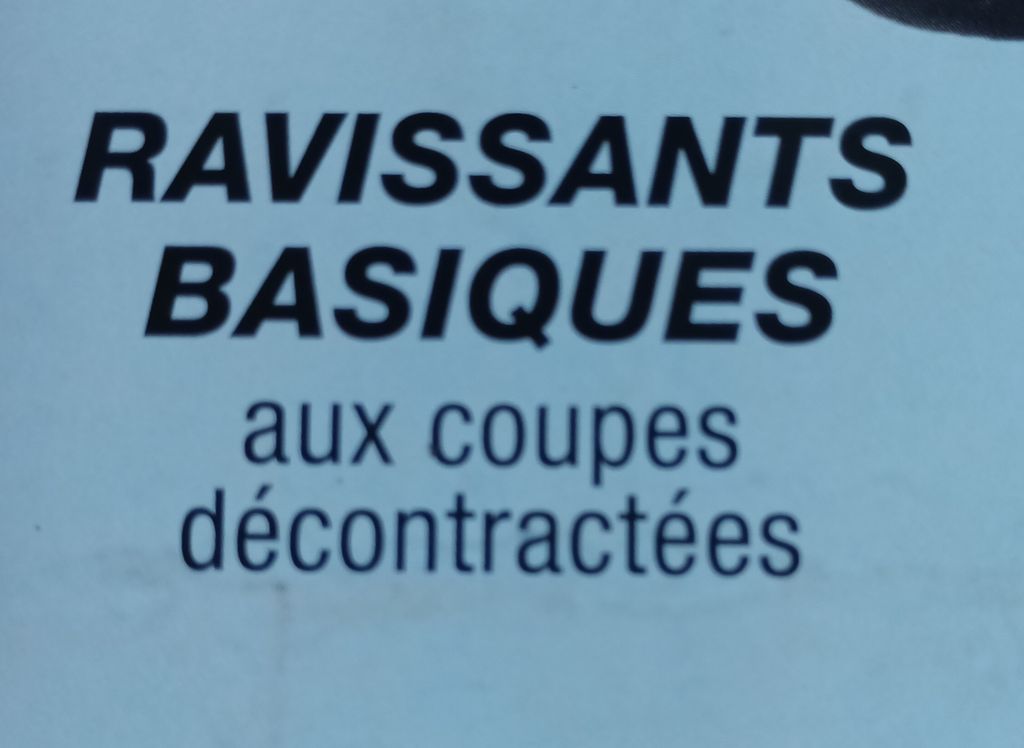 RAVISSANTS
BASIQUES
aux coupes
décontractées